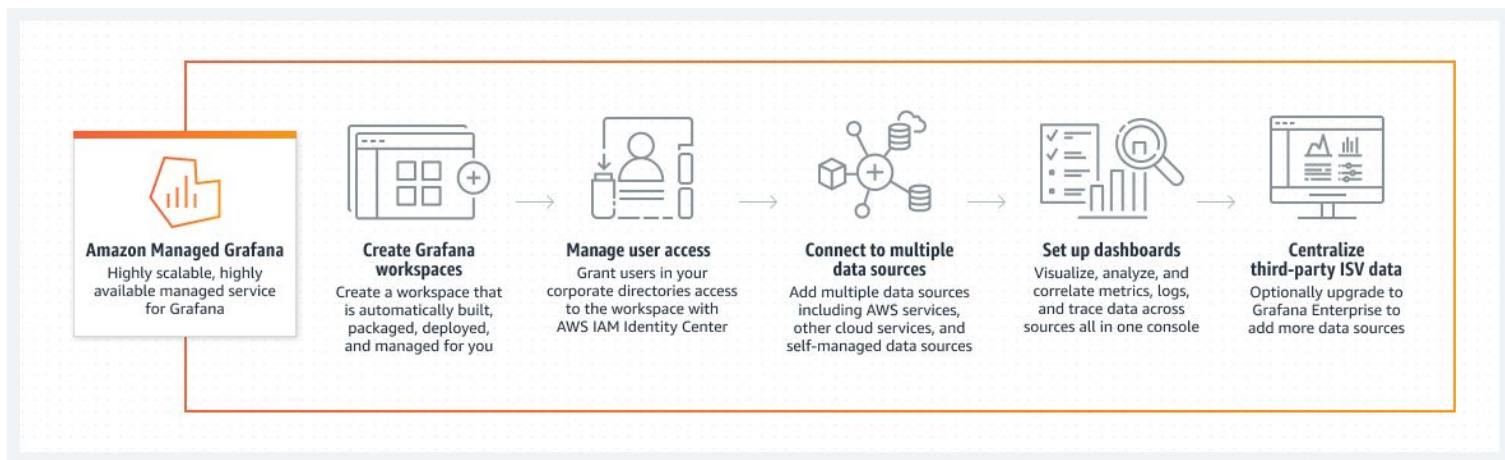 Amazon Managed Grafana
Highly scalable, highly
available managed service
for Grafana
Create Grafana
workspaces
Create a workspace that
is automatically built,
packaged, deployed,
and managed for you
Manage user access
Grant users in your
corporate directories access
to the workspace with
AWS IAM Identity Center
Connect to multiple
data sources
Add multiple data sources
including AWS services,
other cloud services, and
self-managed data sources
Set up dashboards
Visualize, analyze, and
correlate metrics, logs,
and trace data across
sources all in one console
Centralize
third-party ISV data
Optionally upgrade to
Grafana Enterprise to
add more data sources